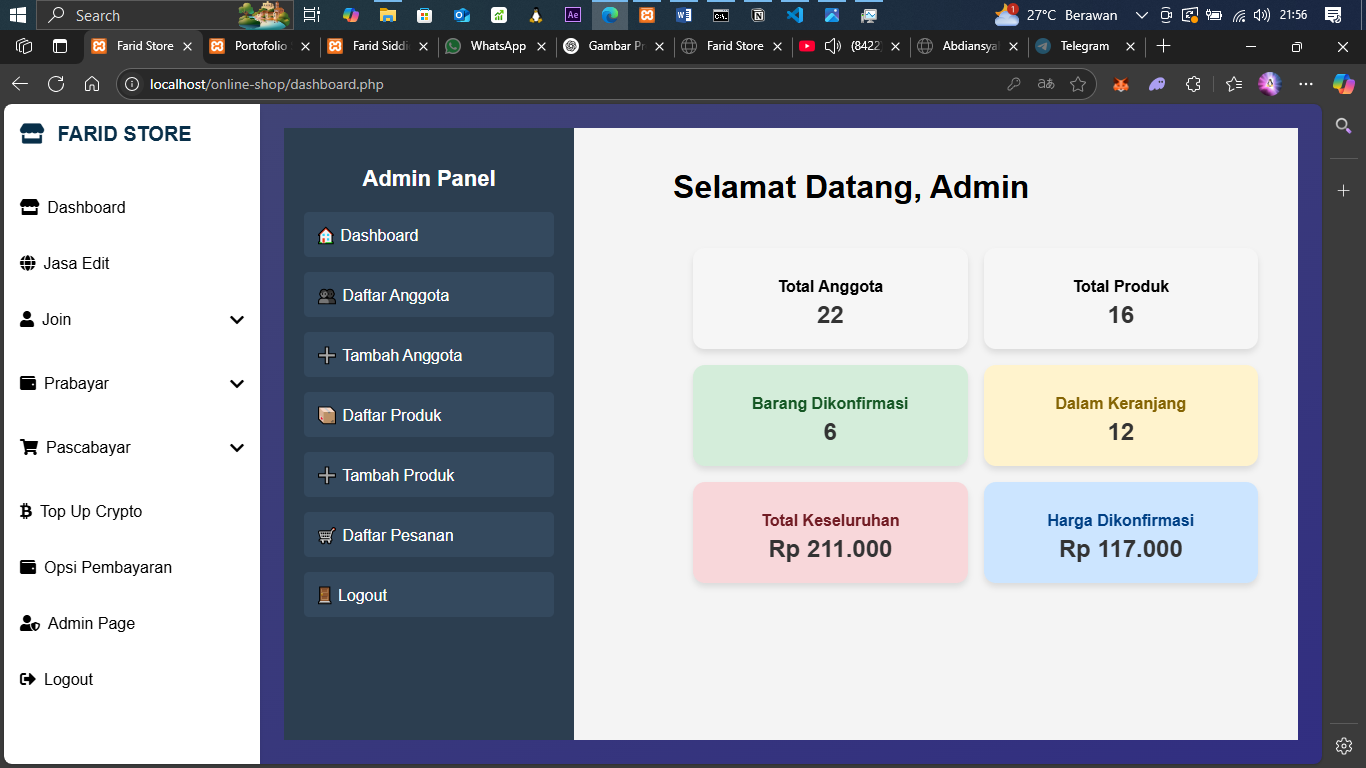 Search
27°C Berawan
21:56
Farid Store
Portofolio
Farid Siddi
WhatsApp
Gambar Pr
Farid Store
(8422)
Abdiansya
Telegram
localhost/online-shop/dashboard.php
FARID STORE
Dashboard
Jasa Edit
Join
Prabayar
Pascabayar
Top Up Crypto
Opsi Pembayaran
Admin Page
Logout
Admin Panel
Dashboard
Daftar Anggota
Tambah Anggota
Daftar Produk
Tambah Produk
Daftar Pesanan
Logout
Selamat Datang, Admin
Total Anggota
22
Total Produk
16
Barang Dikonfirmasi
6
Dalam Keranjang
12
Total Keseluruhan
Rp 211.000
Harga Dikonfirmasi
Rp 117.000